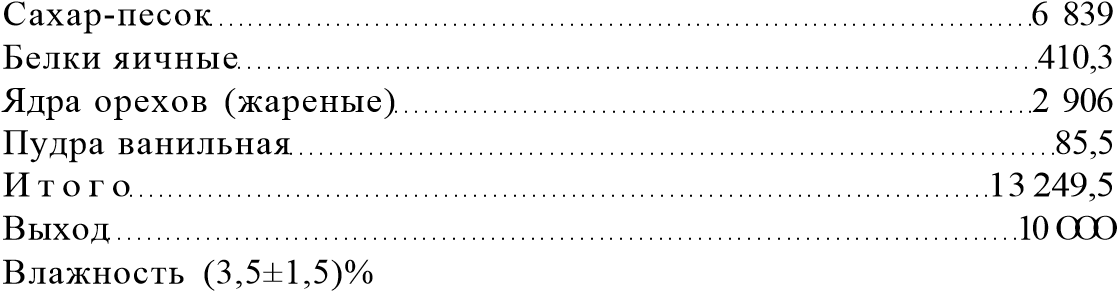 Сахар-песок 6 839
Белки яичные 410,3
Ядра орехов (жареные) 2 906
Пудра ванильная 85,5
Итого 13 249,5
Выход 10 000
Влажность (3,5±1,5)%